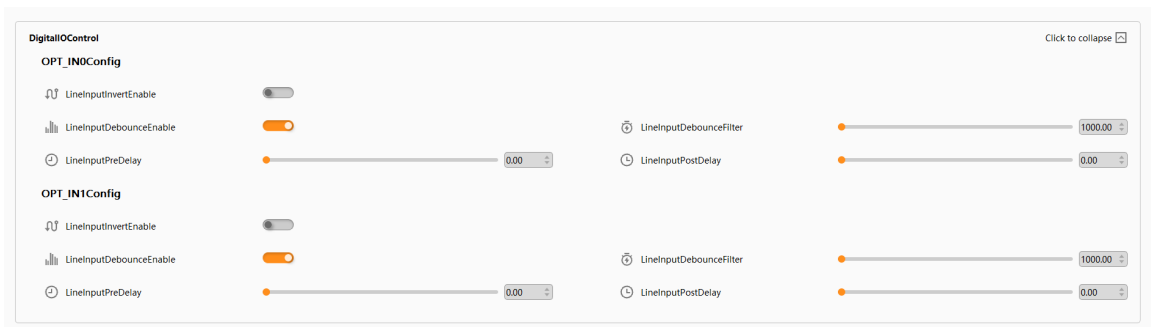 DigitalIOControl Click to collapse
OPT_IN0Config
LineInputInvertEnable
LineInputDebounceEnable LineInputDebounceFilter 1000.00
LineInputPreDelay 0.00 LineInputPostDelay 0.00
OPT_IN1Config
LineInputInvertEnable
LineInputDebounceEnable LineInputDebounceFilter 1000.00
LineInputPreDelay 0.00 LineInputPostDelay 0.00